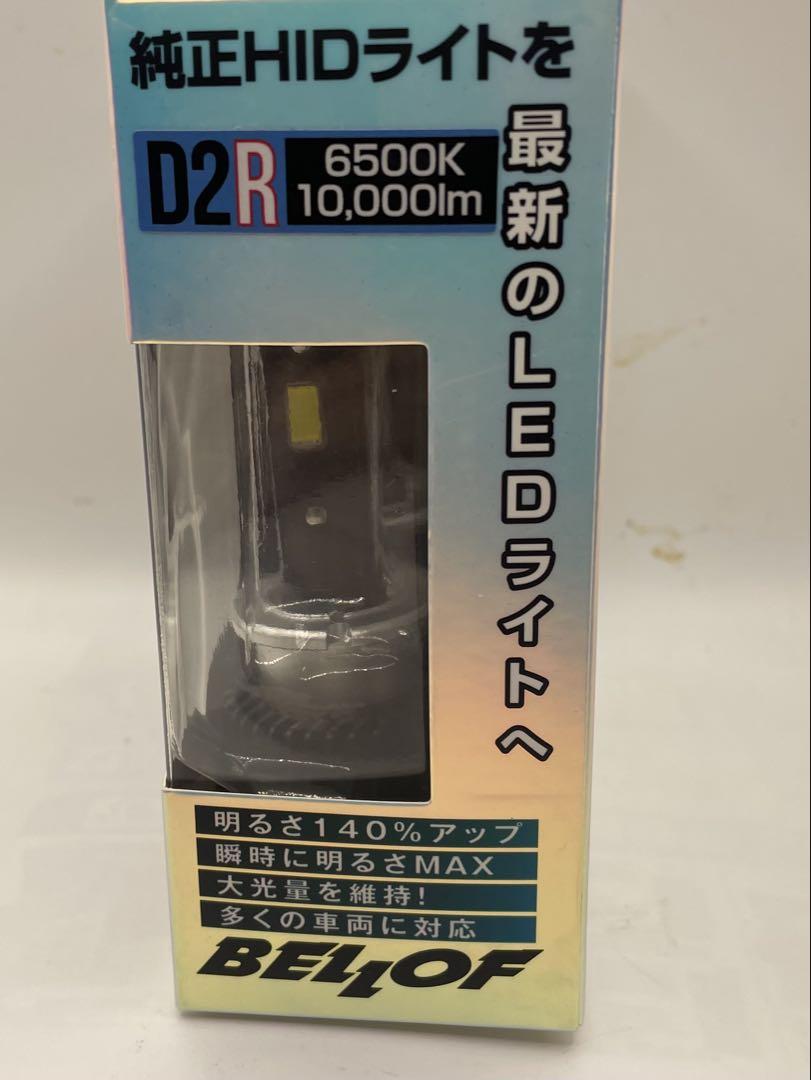 純正HIDライトを
最新のLEDライトへ
D2R
6500K
10,000lm
明るさ140%アップ
瞬時に明るさMAX
大光量を維持!
多くの車両に対応
BELLOF